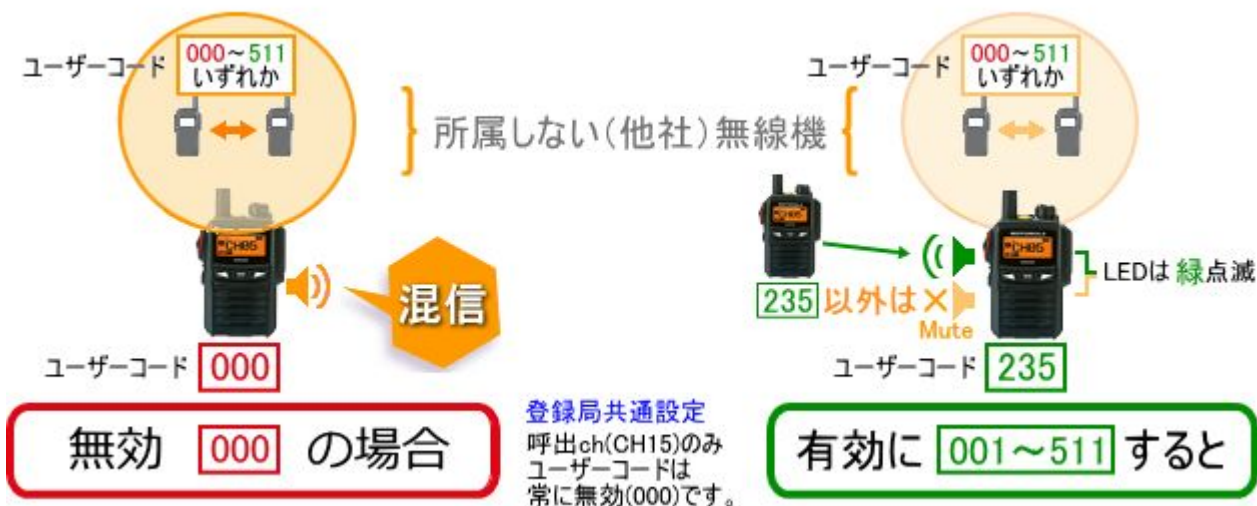 ユーザーコード
000~511
いずれか
所属しない(他社)無線機
ユーザーコード
000~511
いずれか
CH05
混信
ユーザーコード 000
無効 000 の場合
登録局共通設定
呼出ch(CH15)のみ
ユーザーコードは
常に無効(000)です。
CH05
235 以外は×
Mute
MOTOROLA
CH05
LEDは 緑点滅
ユーザーコード 235
有効に 001~511 すると